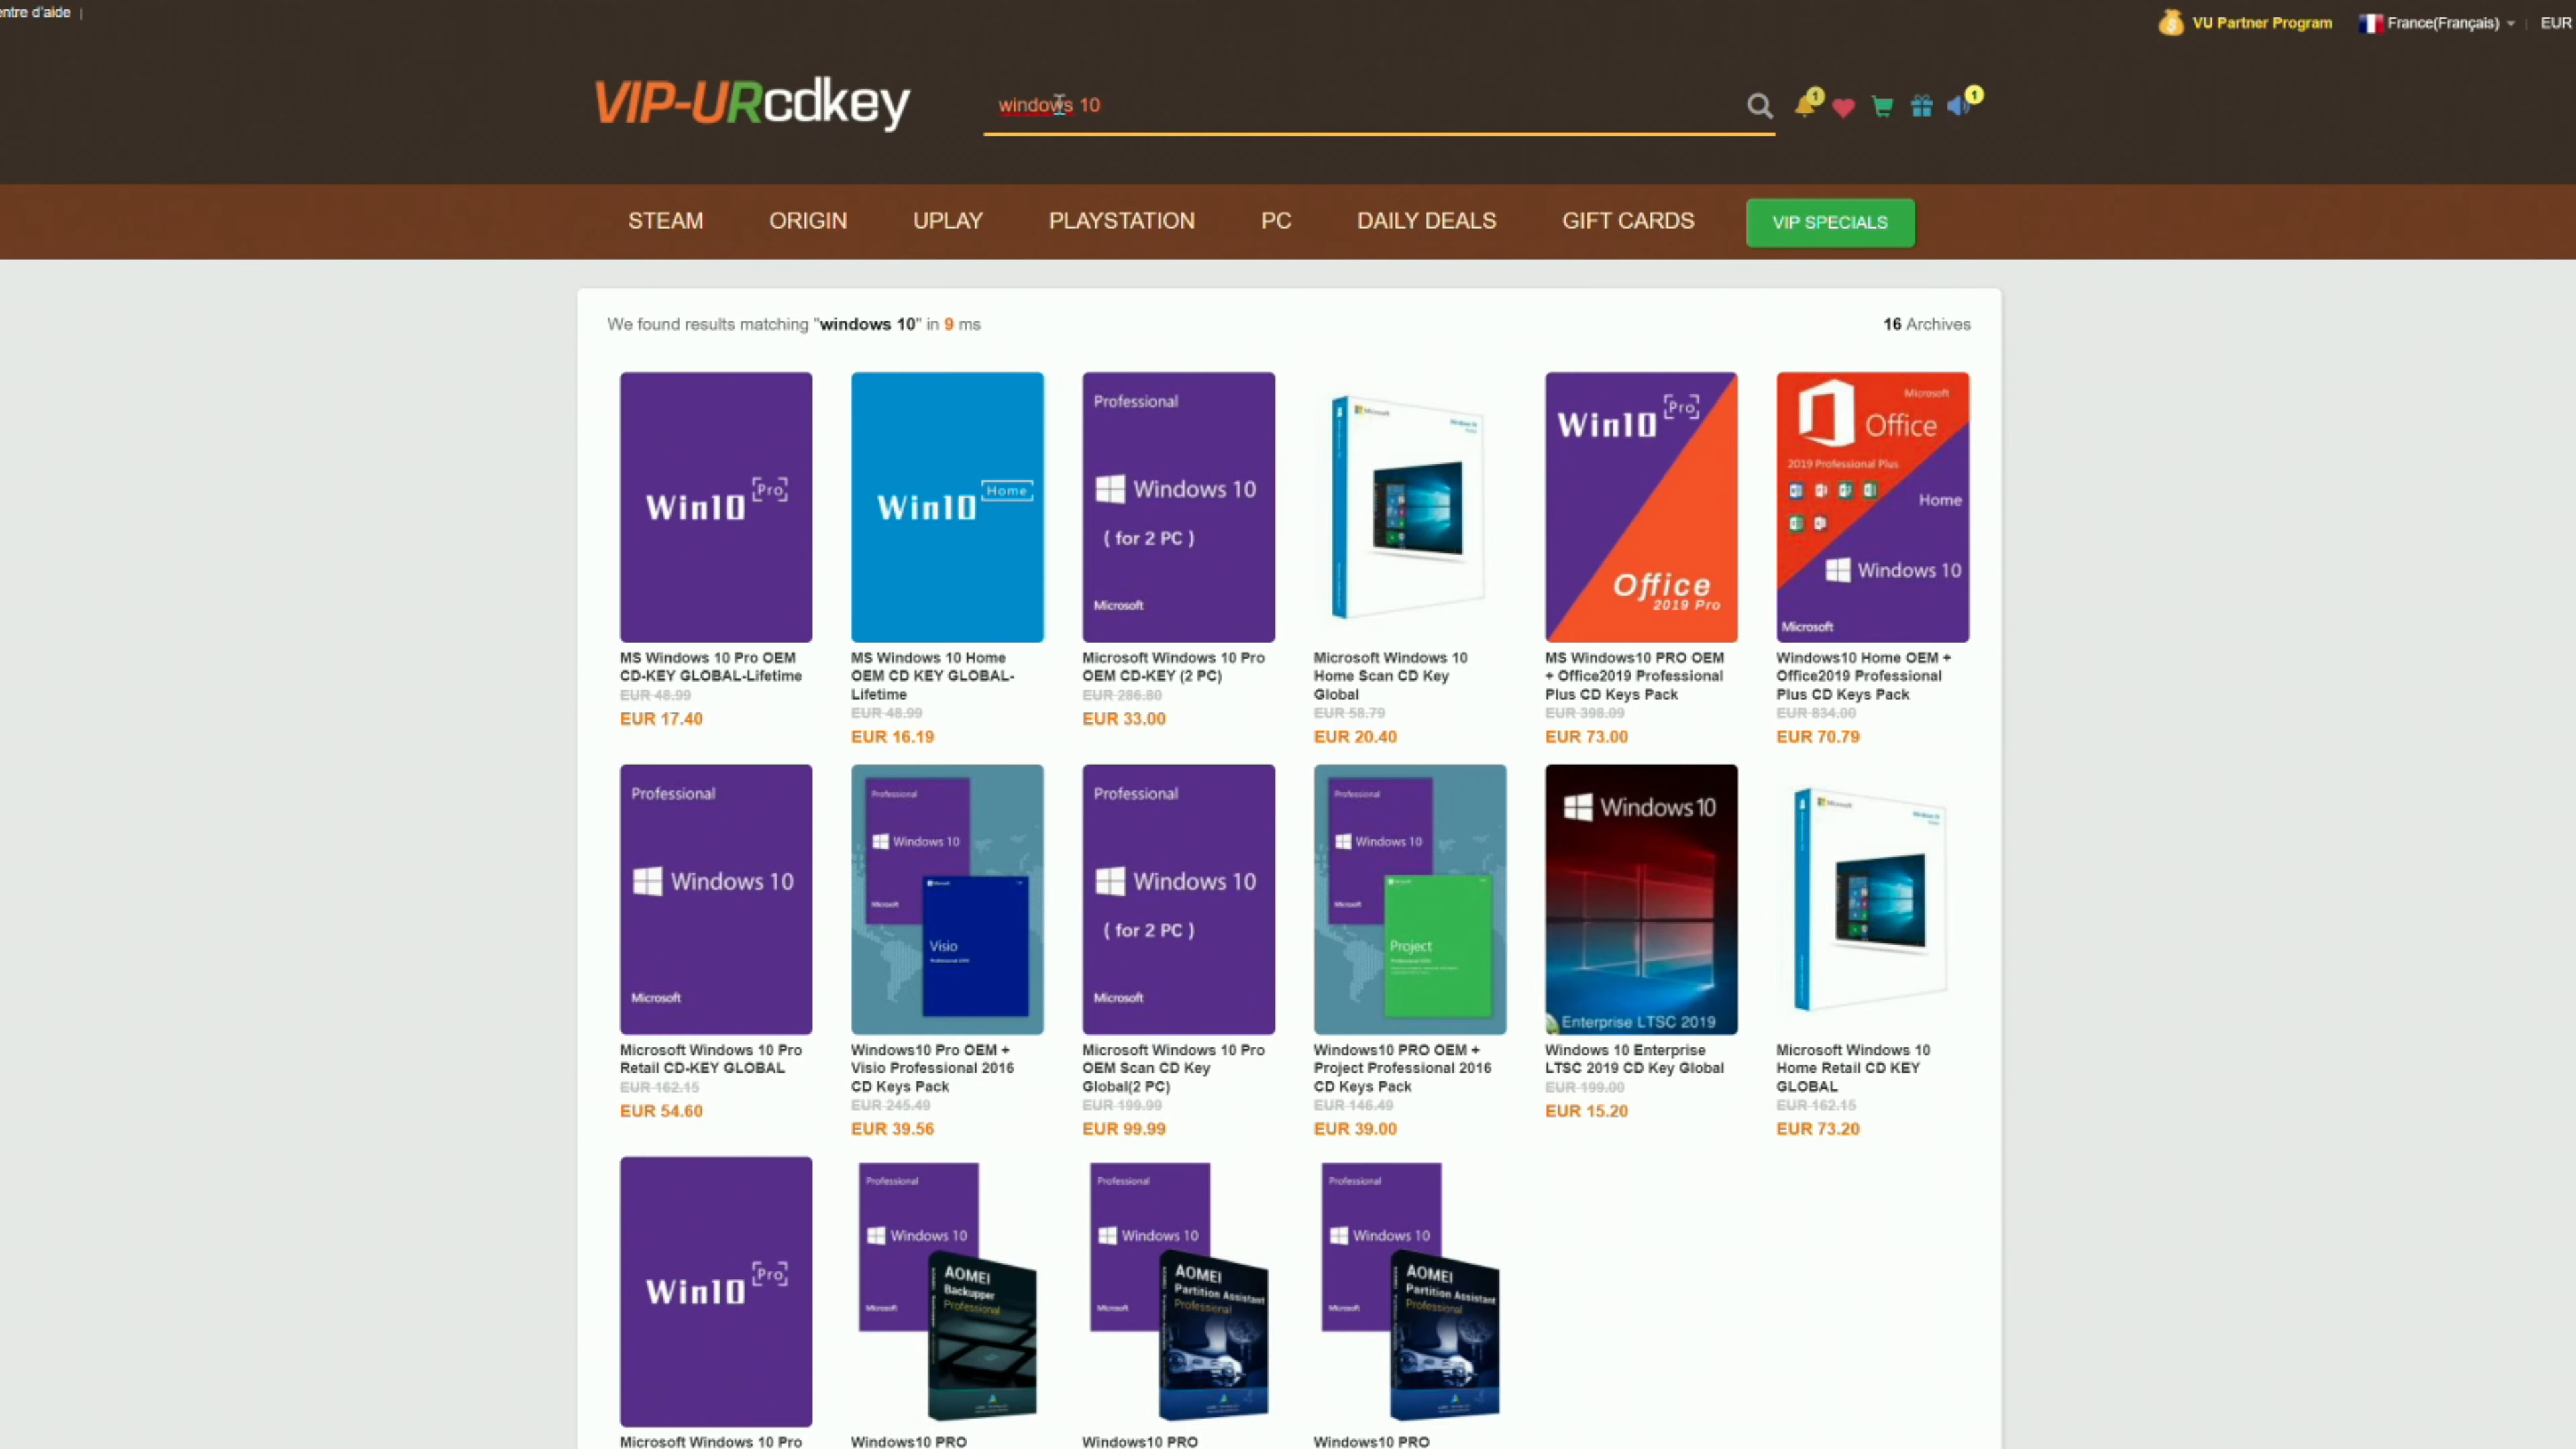 entre d'aide |
VU Partner Program
France(Français)
EUR
VIP-URcdkey
windows 10
1
1
STEAM
ORIGIN
UPLAY
PLAYSTATION
PC
DAILY DEALS
GIFT CARDS
VIP SPECIALS
We found results matching "windows 10" in 9 ms
16 Archives
Win10 [Pro]
Win10 [Home]
Professional
Windows 10
( for 2 PC )
Microsoft
Microsoft
Win10 [Pro]
Office
2019 Pro
Microsoft
Office
2019 Professional Plus
Home
Windows 10
Microsoft
MS Windows 10 Pro OEM
CD-KEY GLOBAL-Lifetime
EUR 48.99
EUR 17.40
MS Windows 10 Home
OEM CD KEY GLOBAL-
Lifetime
EUR 48.99
EUR 16.19
Microsoft Windows 10 Pro
OEM CD-KEY (2 PC)
EUR 286.80
EUR 33.00
Microsoft Windows 10
Home Scan CD Key
Global
EUR 58.79
EUR 20.40
MS Windows10 PRO OEM
+ Office2019 Professional
Plus CD Keys Pack
EUR 398.09
EUR 73.00
Windows10 Home OEM +
Office2019 Professional
Plus CD Keys Pack
EUR 834.00
EUR 70.79
Professional
Windows 10
Microsoft
Professional
Windows 10
Microsoft
Visio
Professional
Windows 10
( for 2 PC )
Microsoft
Professional
Windows 10
Microsoft
Project
Windows 10
Enterprise LTSC 2019
Microsoft
Microsoft Windows 10 Pro
Retail CD-KEY GLOBAL
EUR 162.15
EUR 54.60
Windows10 Pro OEM +
Visio Professional 2016
CD Keys Pack
EUR 245.49
EUR 39.56
Microsoft Windows 10 Pro
OEM Scan CD Key
Global(2 PC)
EUR 199.99
EUR 99.99
Windows10 PRO OEM +
Project Professional 2016
CD Keys Pack
EUR 146.49
EUR 39.00
Windows 10 Enterprise
LTSC 2019 CD Key Global
EUR 199.00
EUR 15.20
Microsoft Windows 10
Home Retail CD KEY
GLOBAL
EUR 162.15
EUR 73.20
Win10 [Pro]
Professional
Windows 10
Microsoft
AOMEI
Backupper
Professional
Professional
Windows 10
Microsoft
AOMEI
Partition Assistant
Professional
Professional
Windows 10
Microsoft
AOMEI
Partition Assistant
Professional
Microsoft Windows 10 Pro
Windows10 PRO
Windows10 PRO
Windows10 PRO